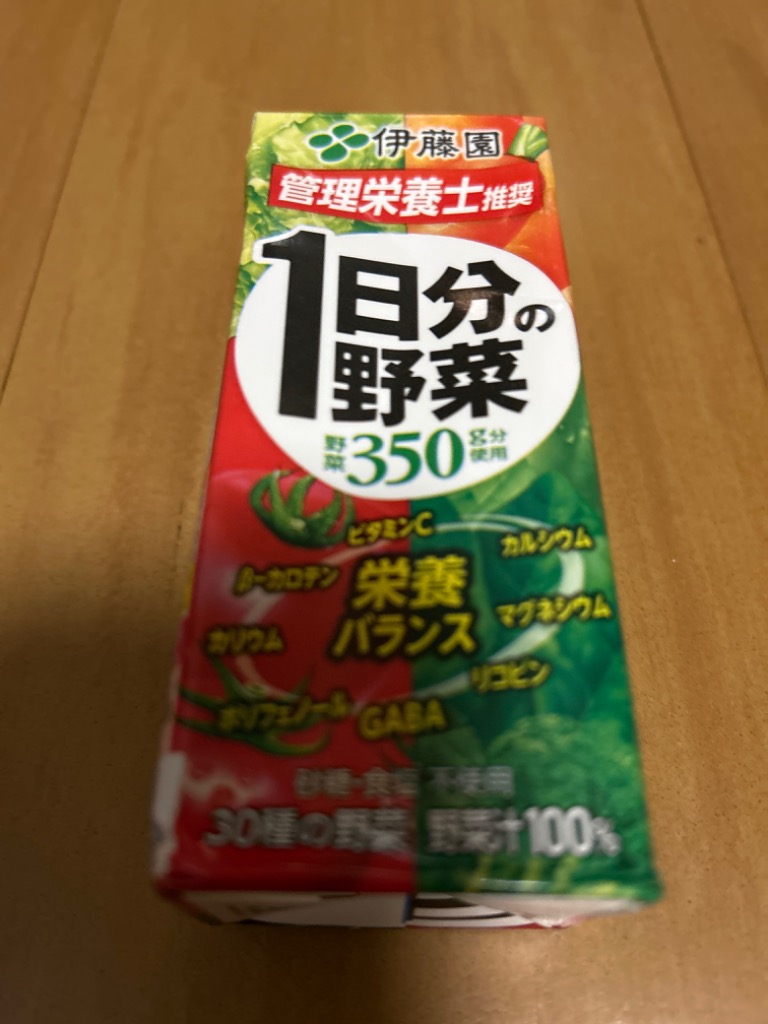 伊藤園
管理栄養士推奨
1日分の
野菜
野菜350g分使用
ビタミンC
カルシウム
β-カロテン
栄養
バランス
マグネシウム
カリウム
リコピン
ポリフェノール
GABA
砂糖・食塩 不使用
30種の野菜 野菜汁100%